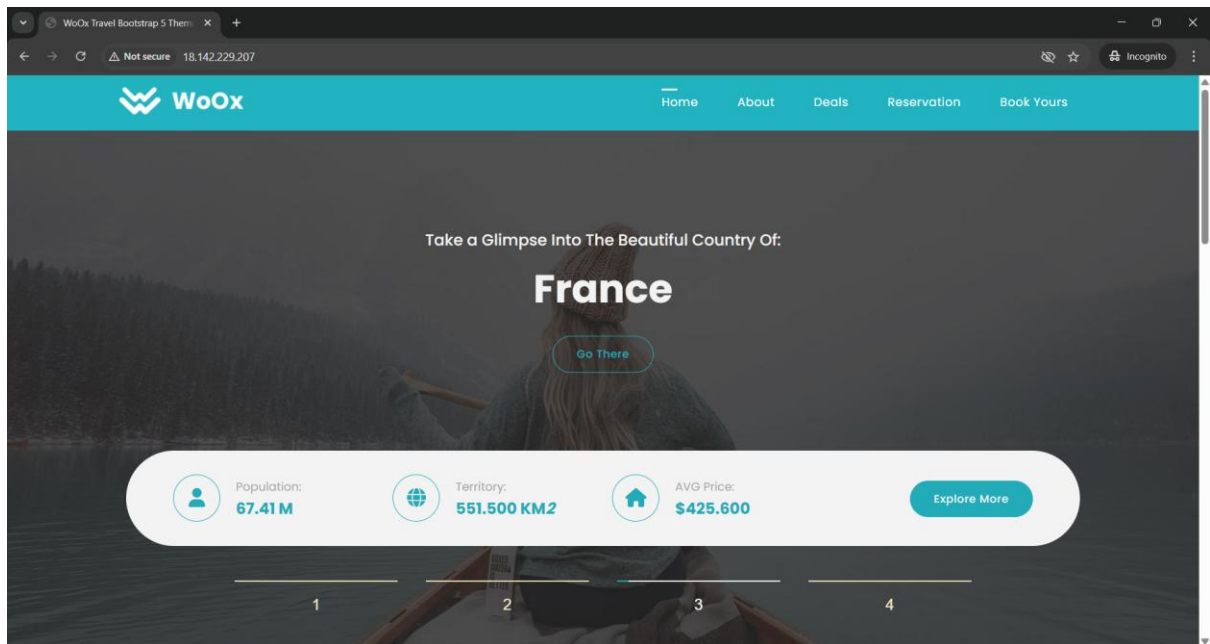 WoOx Travel Bootstrap 5 Them
Not secure 18.142.229.207
Incognito
WoOx
Home About Deals Reservation Book Yours
Take a Glimpse Into The Beautiful Country Of:
France
Go There
Population: Territory: AVG Price:
67.41 M 551.500 KM2 $425.600
Explore More
1 2 3 4